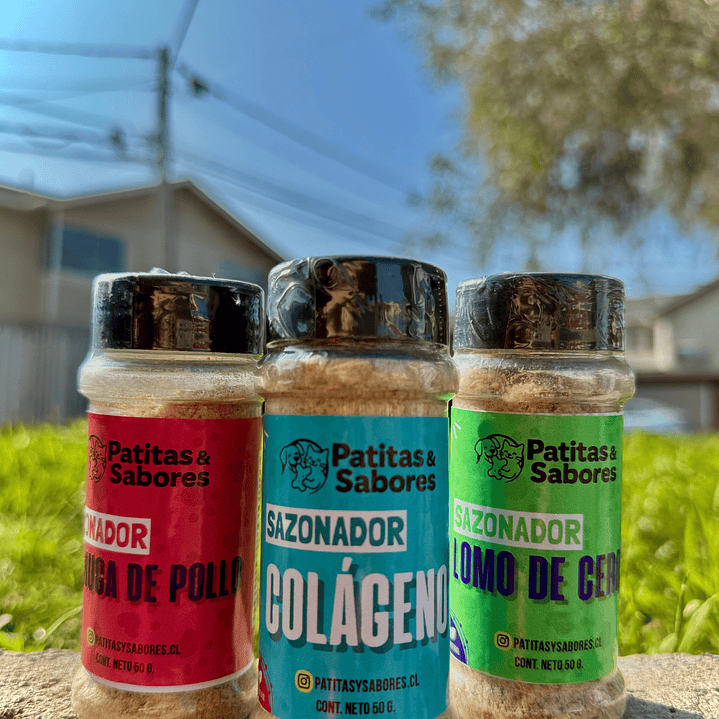 Patitas &
Sabores
SAZONADOR
UCA DE POLLO
PATITASYSABORES.CL
CONT. NETO 50 G.
Patitas &
Sabores
SAZONADOR
COLÁGENO
PATITASYSABORES.CL
CONT. NETO 50 G.
Patitas &
Sabores
SAZONADOR
LOMO DE CER
PATITASYSABORES.CL
CONT. NETO 50 G.